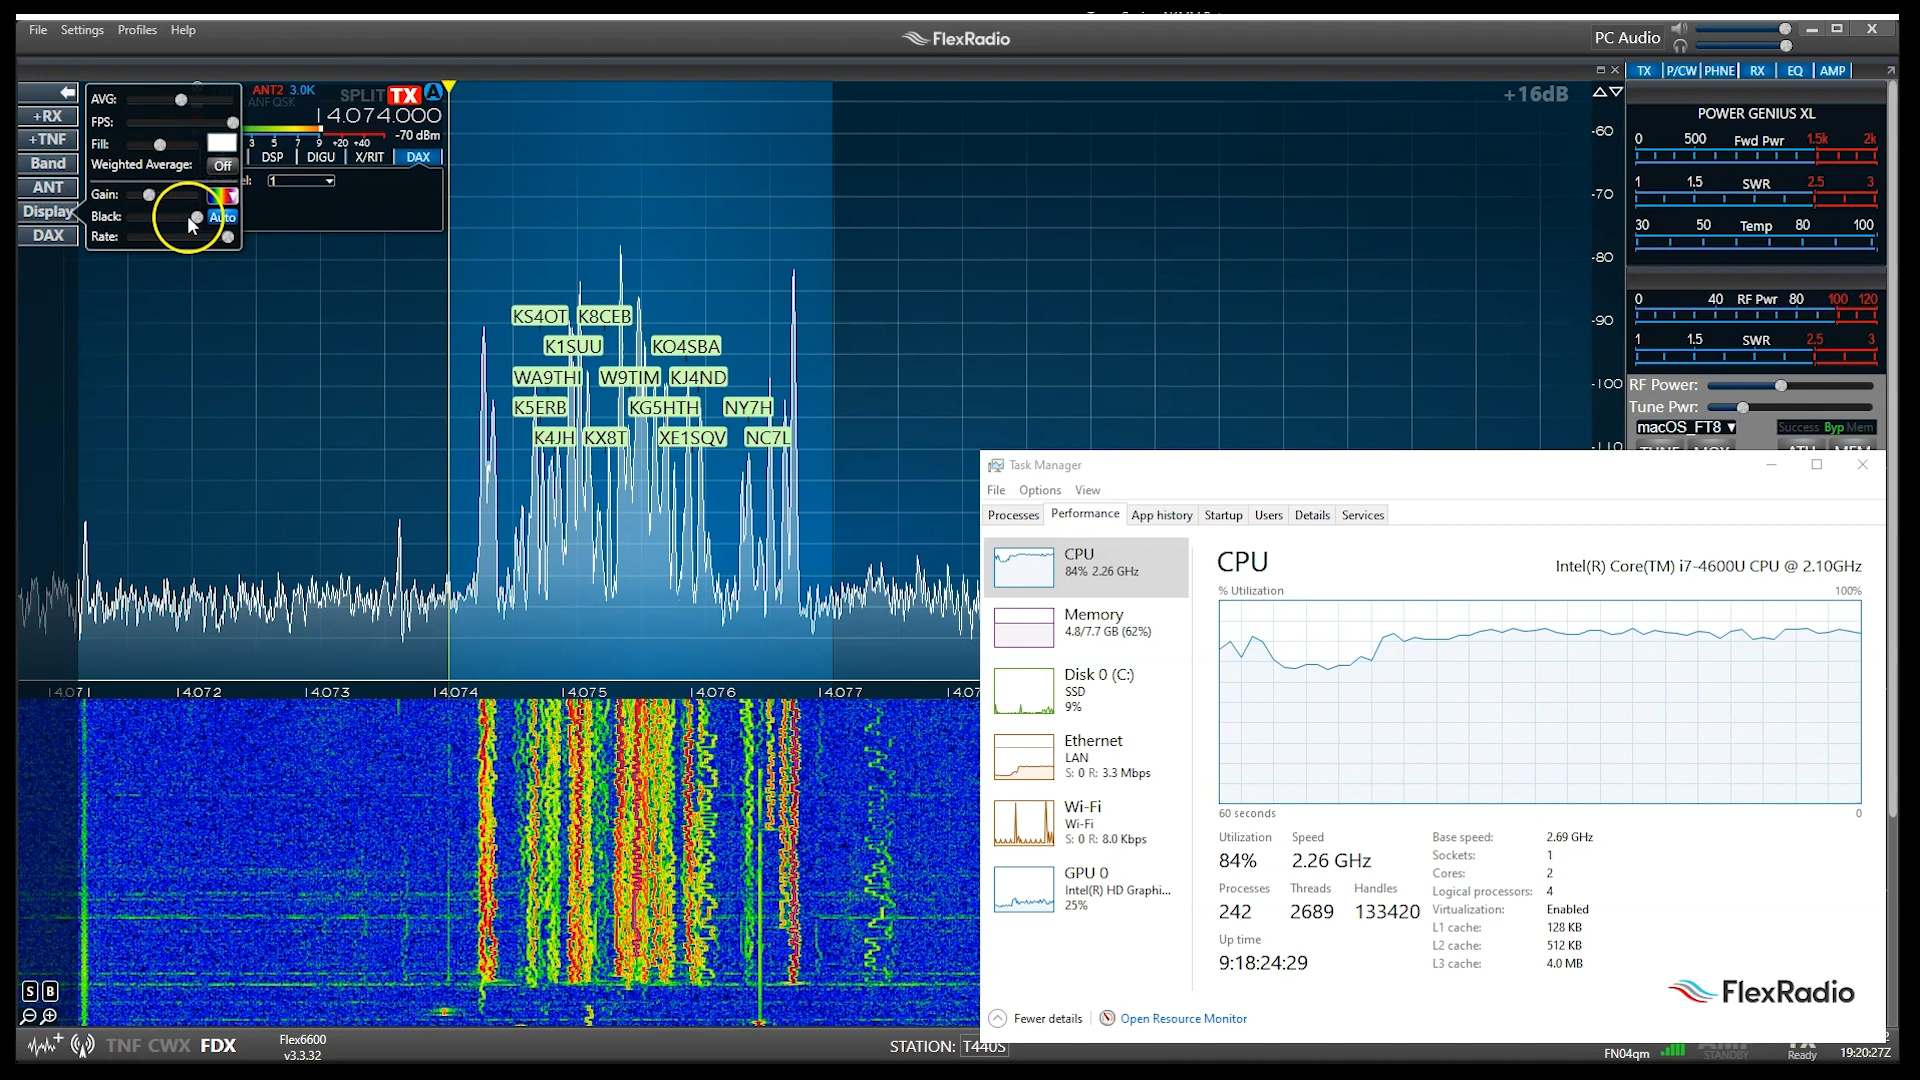 File Settings Profiles Help
FlexRadio
PC Audio
TX P/CW PHNE RX EQ AMP
+RX
+TNF
Band
ANT
Display
DAX
AVG:
FPS:
Fill:
Weighted Average: Off
Gain:
Black: Auto
Rate:
ANT2 3.0K
ANF QSK
SPLIT TX A
14.074.000
-70 dBm
3 5 7 9 +20 +40
DSP DIGU X/RIT DAX
1
+16dB
-60
-70
-80
-90
-100
-110
KS4OT K8CEB
K1SUU KO4SBA
WA9THI W9TIM KJ4ND
K5ERB KG5HTH NY7H
K4JH KX8T XE1SQV NC7L
14.071 14.072 14.073 14.074 14.075 14.076 14.077 14.07
POWER GENIUS XL
0 500 Fwd Pwr 1.5k 2k
1 1.5 SWR 2.5 3
30 50 Temp 80 100
0 40 RF Pwr 80 100 120
1 1.5 SWR 2.5 3
RF Power:
Tune Pwr:
macOS_FT8 Success Byp Mem
Task Manager
File Options View
Processes Performance App history Startup Users Details Services
CPU
84% 2.26 GHz
Memory
4.8/7.7 GB (62%)
Disk 0 (C:)
SSD
9%
Ethernet
LAN
S: 0 R: 3.3 Mbps
Wi-Fi
Wi-Fi
S: 0 R: 8.0 Kbps
GPU 0
Intel(R) HD Graphi...
25%
CPU
Intel(R) Core(TM) i7-4600U CPU @ 2.10GHz
% Utilization 100%
60 seconds 0
Utilization Speed
84% 2.26 GHz
Processes Threads Handles
242 2689 133420
Up time
9:18:24:29
Base speed: 2.69 GHz
Sockets: 1
Cores: 2
Logical processors: 4
Virtualization: Enabled
L1 cache: 128 KB
L2 cache: 512 KB
L3 cache: 4.0 MB
FlexRadio
Fewer details Open Resource Monitor
S B
TNF CWX FDX
Flex6600
v3.3.32
STATION: T440S
FN04qm
STANDBY
Ready
19:20:27Z